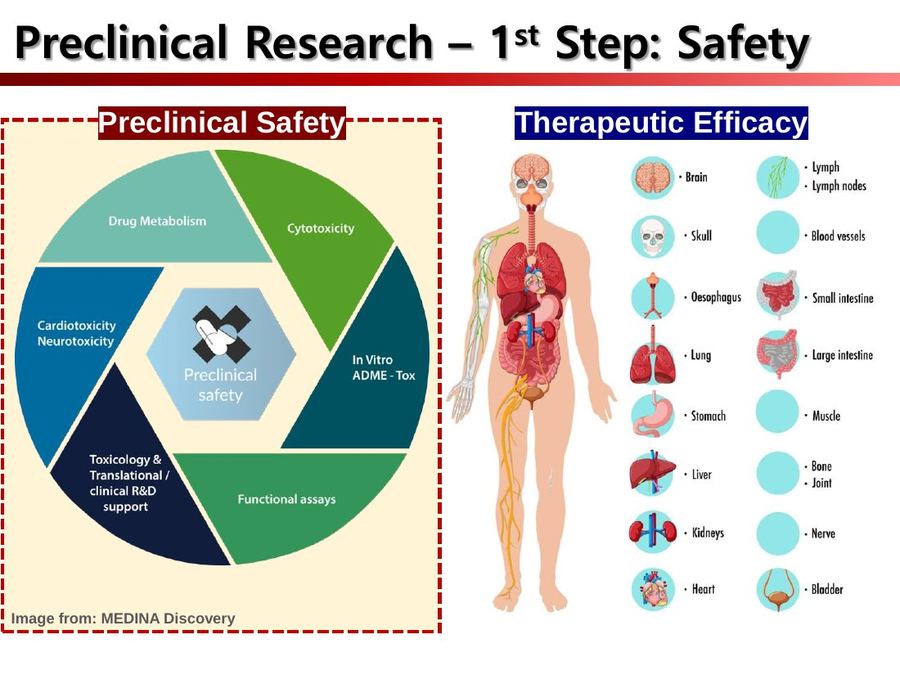 Preclinical Research – 1st Step: Safety
Preclinical Safety
Drug Metabolism
Cytotoxicity
Cardiotoxicity
Neurotoxicity
In Vitro
ADME - Tox
Preclinical
safety
Toxicology &
Translational /
clinical R&D
support
Functional assays
Image from: MEDINA Discovery
Therapeutic Efficacy
· Brain
· Skull
· Oesophagus
· Lung
· Stomach
· Liver
· Kidneys
· Heart
· Lymph
· Lymph nodes
· Blood vessels
· Small intestine
· Large intestine
· Muscle
· Bone
· Joint
· Nerve
· Bladder